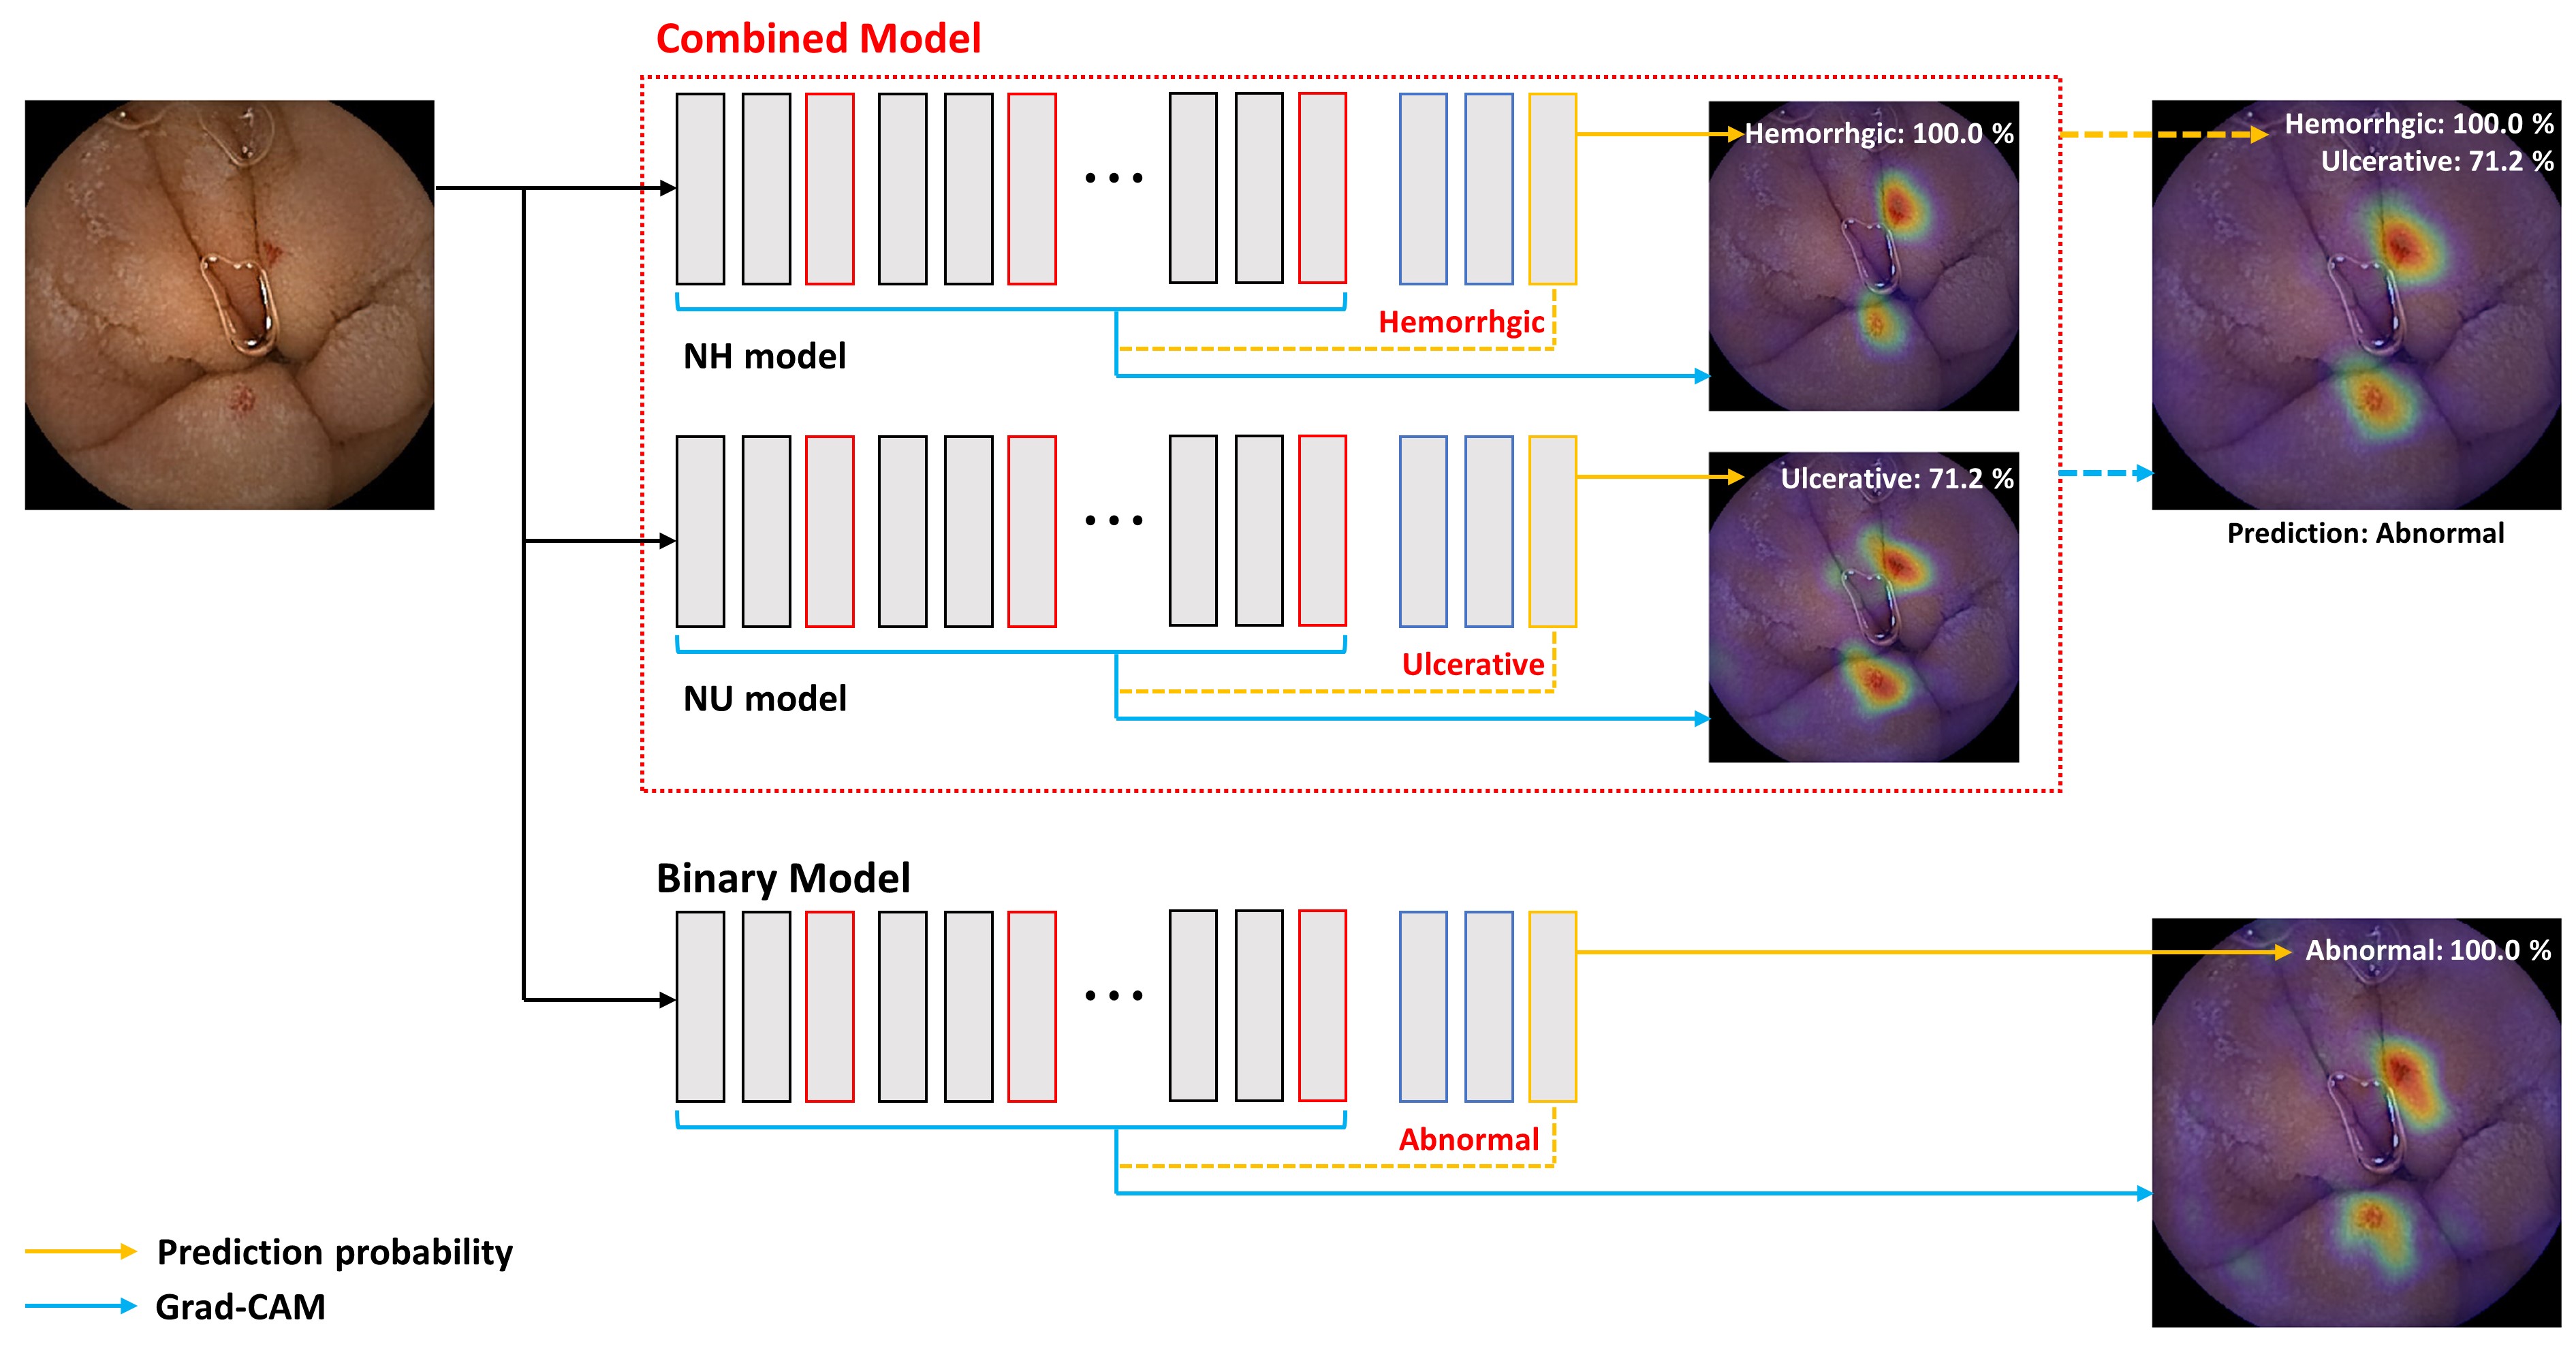 Combined Model
Hemorrhgic: 100.0 %
Hemorrhgic: 100.0 %
Ulcerative: 71.2 %
Hemorrhgic
NH model
Ulcerative: 71.2 %
Prediction: Abnormal
Ulcerative
NU model
Binary Model
Abnormal: 100.0 %
Abnormal
Prediction probability
Grad-CAM